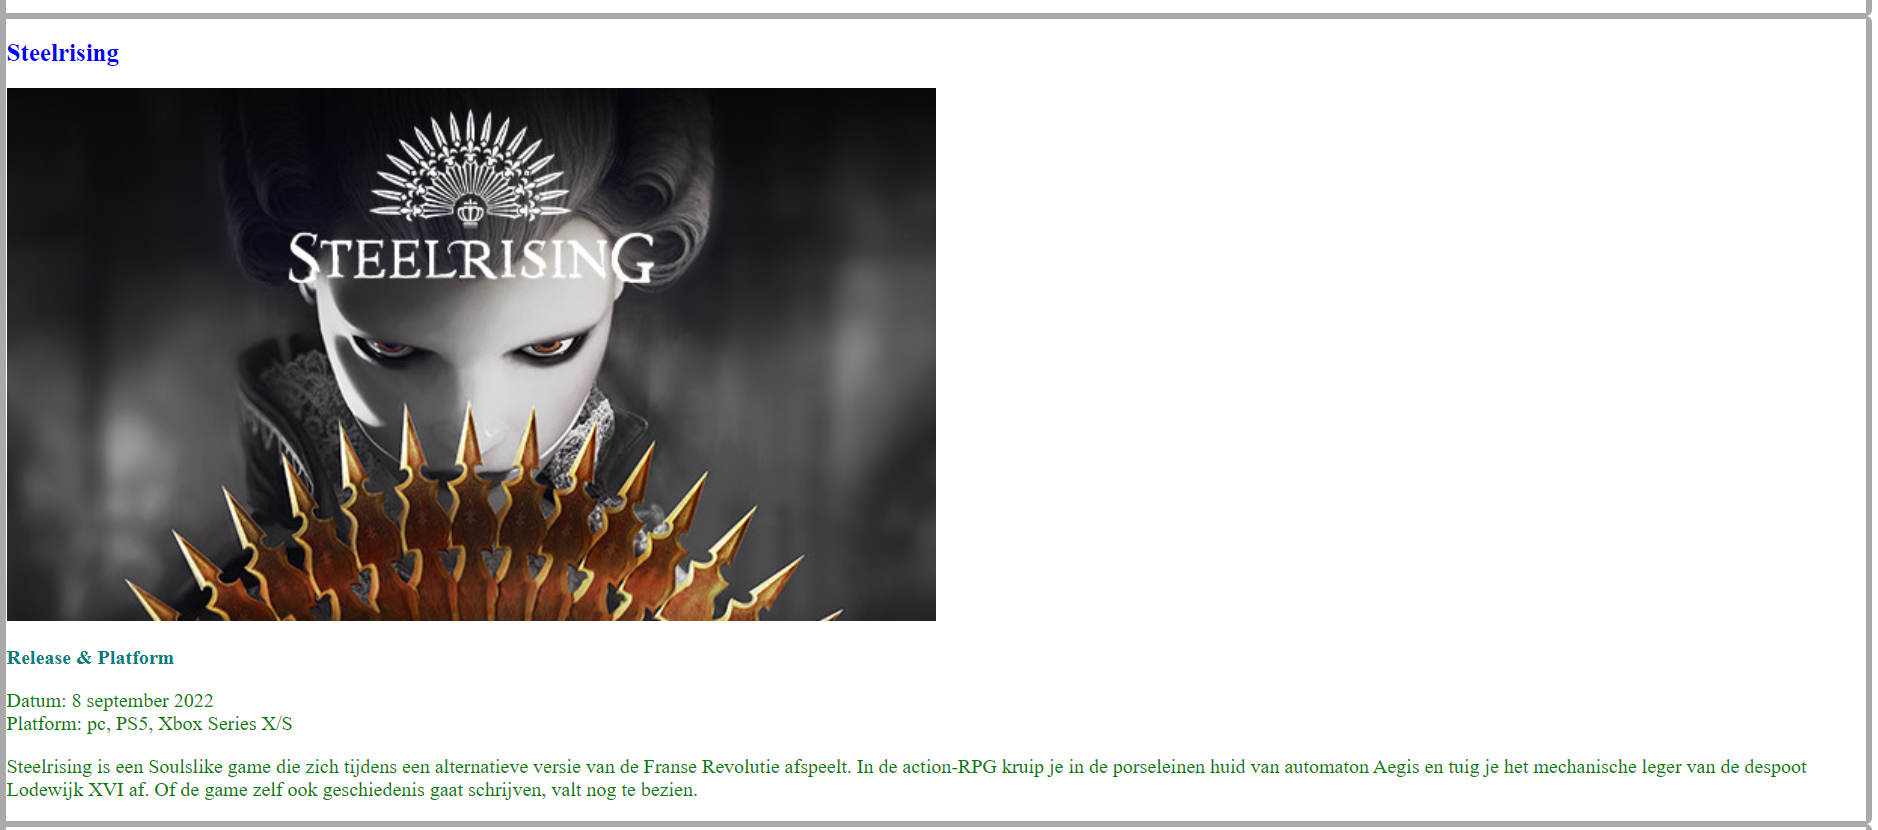 Steelrising
STEELRISING
Release & Platform
Datum: 8 september 2022
Platform: pc, PS5, Xbox Series X/S
Steelrising is een Soulslike game die zich tijdens een alternatieve versie van de Franse Revolutie afspeelt. In de action-RPG kruip je in de porseleinen huid van automaton Aegis en tuig je het mechanische leger van de despoot
Lodewijk XVI af. Of de game zelf ook geschiedenis gaat schrijven, valt nog te bezien.